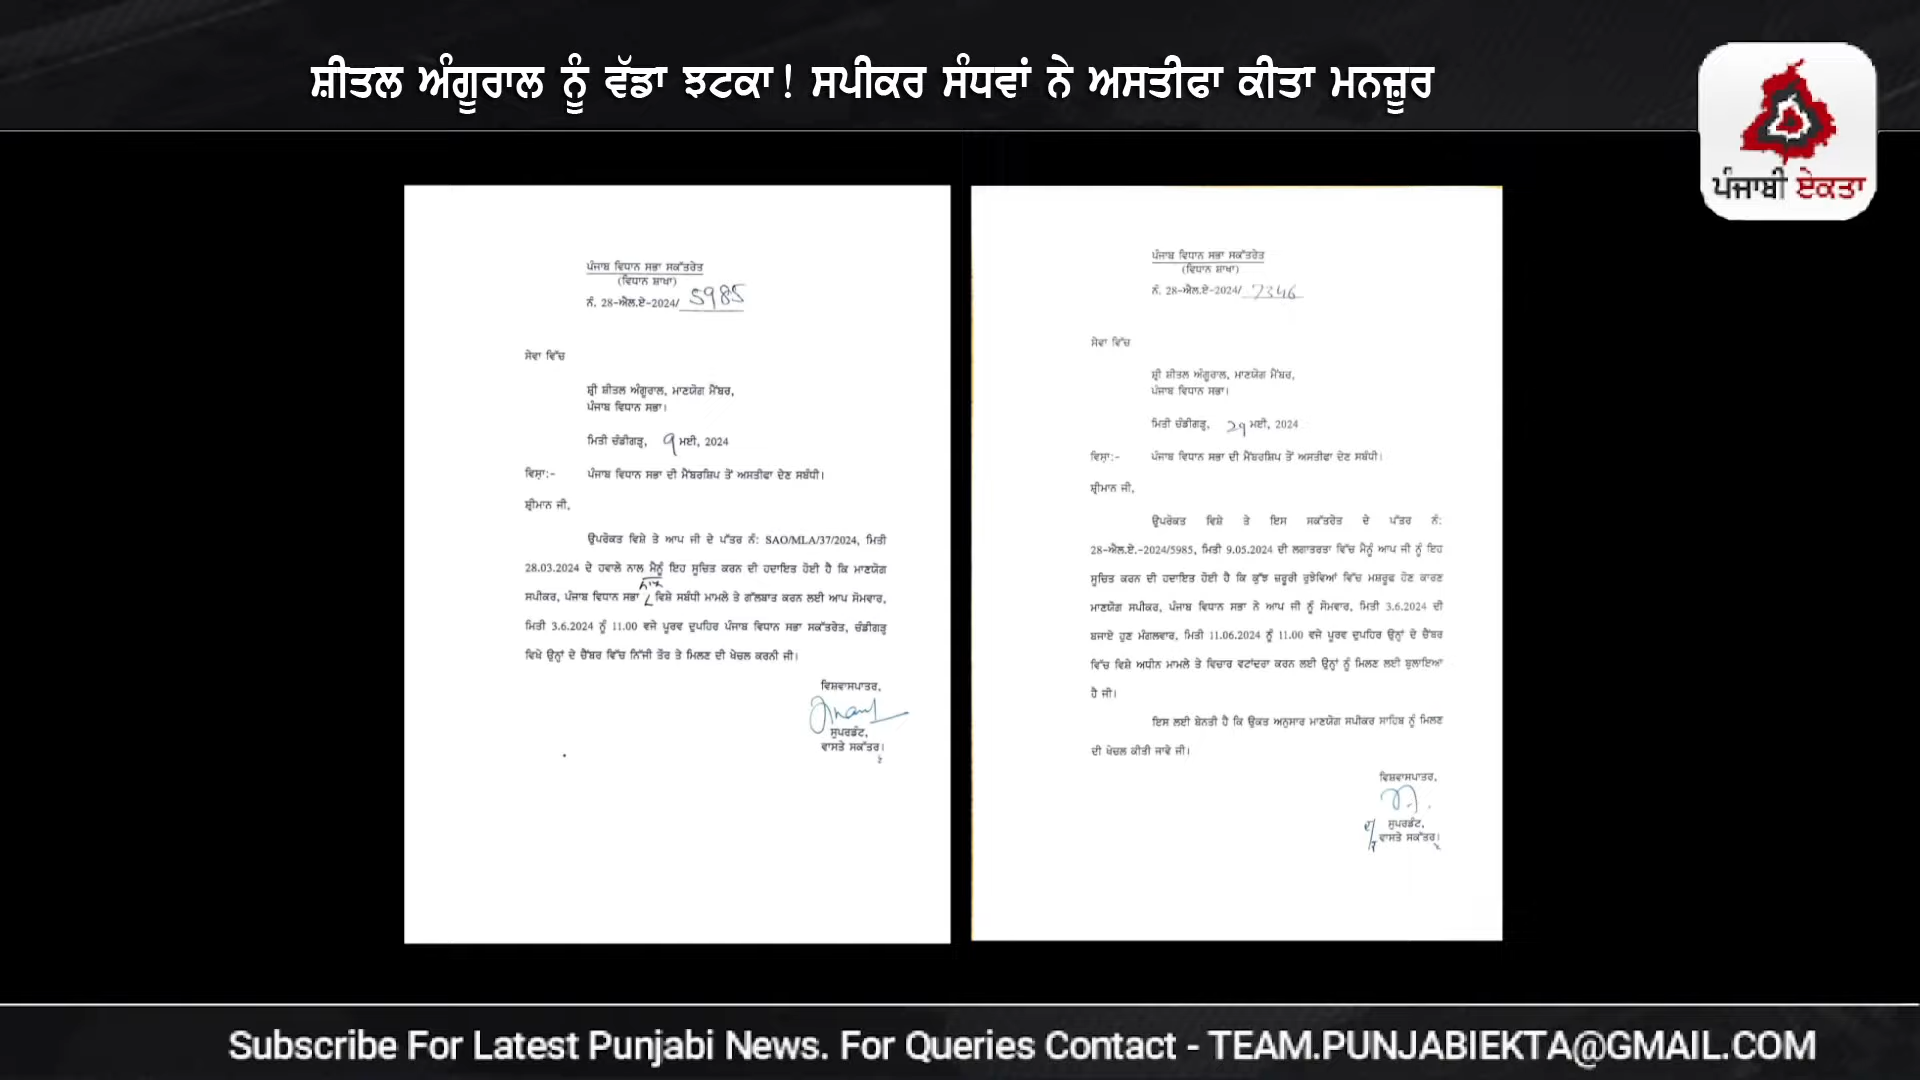 ਸ਼ੀਤਲ ਅੰਗੂਰਾਲ ਨੂੰ ਵੱਡਾ ਝਟਕਾ! ਸਪੀਕਰ ਸੰਧਵਾਂ ਨੇ ਅਸਤੀਫਾ ਕੀਤਾ ਮਨਜ਼ੂਰ
ਪੰਜਾਬੀ ਏਕਤਾ
ਪੰਜਾਬ ਵਿਧਾਨ ਸਭਾ ਸਕੱਤਰੇਤ
(ਵਿਧਾਨ ਸ਼ਾਖਾ)
ਨੰ. 28-ਐਲ.ਏ-2024/ 5985
ਸੇਵਾ ਵਿੱਚ
ਸ਼੍ਰੀ ਸ਼ੀਤਲ ਅੰਗੂਰਾਲ, ਮਾਣਯੋਗ ਮੈਂਬਰ,
ਪੰਜਾਬ ਵਿਧਾਨ ਸਭਾ।
ਮਿਤੀ ਚੰਡੀਗੜ੍ਹ, 9 ਮਈ, 2024
ਵਿਸ਼ਾ:- ਪੰਜਾਬ ਵਿਧਾਨ ਸਭਾ ਦੀ ਮੈਂਬਰਸ਼ਿਪ ਤੋਂ ਅਸਤੀਫਾ ਦੇਣ ਸਬੰਧੀ।
ਸ਼੍ਰੀਮਾਨ ਜੀ,
ਉਪਰੋਕਤ ਵਿਸ਼ੇ ਤੇ ਆਪ ਜੀ ਦੇ ਪੱਤਰ ਨੰ: SAO/MLA/37/2024, ਮਿਤੀ
28.03.2024 ਦੇ ਹਵਾਲੇ ਨਾਲ ਮੈਨੂੰ ਇਹ ਸੂਚਿਤ ਕਰਨ ਦੀ ਹਦਾਇਤ ਹੋਈ ਹੈ ਕਿ ਮਾਣਯੋਗ
ਸਪੀਕਰ, ਪੰਜਾਬ ਵਿਧਾਨ ਸਭਾ ਵਿਸ਼ੇ ਸਬੰਧੀ ਮਾਮਲੇ ਤੇ ਗੱਲਬਾਤ ਕਰਨ ਲਈ ਆਪ ਸੋਮਵਾਰ,
ਮਿਤੀ 3.6.2024 ਨੂੰ 11.00 ਵਜੇ ਪੂਰਵ ਦੁਪਹਿਰ ਪੰਜਾਬ ਵਿਧਾਨ ਸਭਾ ਸਕੱਤਰੇਤ, ਚੰਡੀਗੜ੍ਹ
ਵਿਖੇ ਉਨ੍ਹਾਂ ਦੇ ਚੈਂਬਰ ਵਿੱਚ ਨਿੱਜੀ ਤੌਰ ਤੇ ਮਿਲਣ ਦੀ ਖੇਚਲ ਕਰਨੀ ਜੀ।
ਵਿਸ਼ਵਾਸਪਾਤਰ,
ਸੁਪਰਡੰਟ,
ਵਾਸਤੇ ਸਕੱਤਰ।
ਪੰਜਾਬ ਵਿਧਾਨ ਸਭਾ ਸਕੱਤਰੇਤ
(ਵਿਧਾਨ ਸ਼ਾਖਾ)
ਨੰ. 28-ਐਲ.ਏ-2024/ 7346
ਸੇਵਾ ਵਿੱਚ
ਸ਼੍ਰੀ ਸ਼ੀਤਲ ਅੰਗੂਰਾਲ, ਮਾਣਯੋਗ ਮੈਂਬਰ,
ਪੰਜਾਬ ਵਿਧਾਨ ਸਭਾ।
ਮਿਤੀ ਚੰਡੀਗੜ੍ਹ, 29 ਮਈ, 2024
ਵਿਸ਼ਾ:- ਪੰਜਾਬ ਵਿਧਾਨ ਸਭਾ ਦੀ ਮੈਂਬਰਸ਼ਿਪ ਤੋਂ ਅਸਤੀਫਾ ਦੇਣ ਸਬੰਧੀ।
ਸ਼੍ਰੀਮਾਨ ਜੀ,
ਉਪਰੋਕਤ ਵਿਸ਼ੇ ਤੇ ਇਸ ਸਕੱਤਰੇਤ ਦੇ ਪੱਤਰ ਨੰ:
28-ਐਲ.ਏ.-2024/5985, ਮਿਤੀ 9.05.2024 ਦੀ ਲਗਾਤਰਤਾ ਵਿੱਚ ਮੈਨੂੰ ਆਪ ਜੀ ਨੂੰ ਇਹ
ਸੂਚਿਤ ਕਰਨ ਦੀ ਹਦਾਇਤ ਹੋਈ ਹੈ ਕਿ ਕੁੱਝ ਜ਼ਰੂਰੀ ਰੁਝੇਵਿਆਂ ਵਿੱਚ ਮਸ਼ਰੂਫ ਹੋਣ ਕਾਰਣ
ਮਾਣਯੋਗ ਸਪੀਕਰ, ਪੰਜਾਬ ਵਿਧਾਨ ਸਭਾ ਨੇ ਆਪ ਜੀ ਨੂੰ ਸੋਮਵਾਰ, ਮਿਤੀ 3.6.2024 ਦੀ
ਬਜਾਏ ਹੁਣ ਮੰਗਲਵਾਰ, ਮਿਤੀ 11.06.2024 ਨੂੰ 11.00 ਵਜੇ ਪੂਰਵ ਦੁਪਹਿਰ ਉਨ੍ਹਾਂ ਦੇ ਚੈਂਬਰ
ਵਿੱਚ ਵਿਸ਼ੇ ਅਧੀਨ ਮਾਮਲੇ ਤੇ ਵਿਚਾਰ ਵਟਾਂਦਰਾ ਕਰਨ ਲਈ ਉਨ੍ਹਾਂ ਨੂੰ ਮਿਲਣ ਲਈ ਬੁਲਾਇਆ
ਹੈ ਜੀ।
ਇਸ ਲਈ ਬੇਨਤੀ ਹੈ ਕਿ ਉਕਤ ਅਨੁਸਾਰ ਮਾਣਯੋਗ ਸਪੀਕਰ ਸਾਹਿਬ ਨੂੰ ਮਿਲਣ
ਦੀ ਖੇਚਲ ਕੀਤੀ ਜਾਵੇ ਜੀ।
ਵਿਸ਼ਵਾਸਪਾਤਰ,
ਸੁਪਰਡੰਟ,
ਵਾਸਤੇ ਸਕੱਤਰ।
Subscribe For Latest Punjabi News. For Queries Contact - TEAM.PUNJABIEKTA@GMAIL.COM